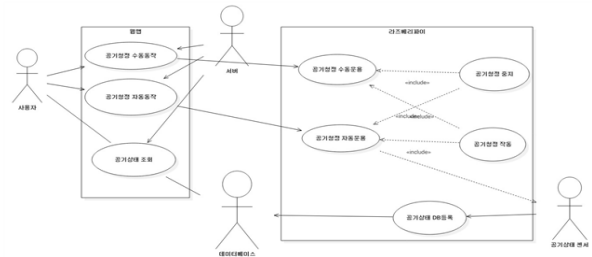 웹앱
라즈베리파이
공기청정 수동동작
서버
공기청정 수동운용
공기청정 중지
«include»
사용자
공기청정 자동동작
«include»
«include»
공기청정 자동운용
공기청정 작동
«include»
공기상태 조회
공기상태 DB등록
데이터베이스
공기상태 센서